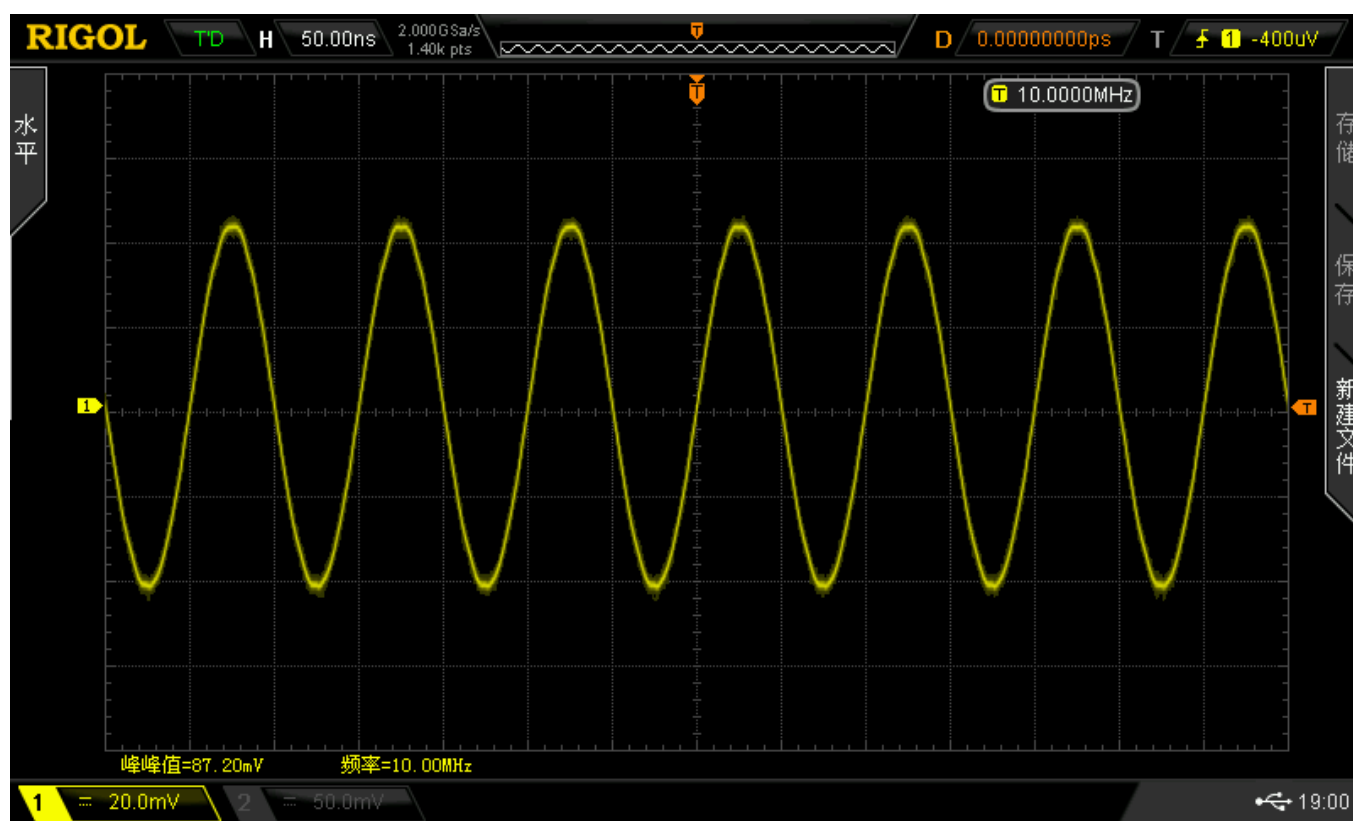 RIGOL T'D H 50.00ns 2.000GSa/s D 0.00000000ps T 1 -400uV
1.40k pts
T
T
T 10.0000MHz
水平
存储
保存
1
T
新建文件
峰峰值=87.20mV 频率=10.00MHz
1 20.0mV 2 50.0mV 19:00